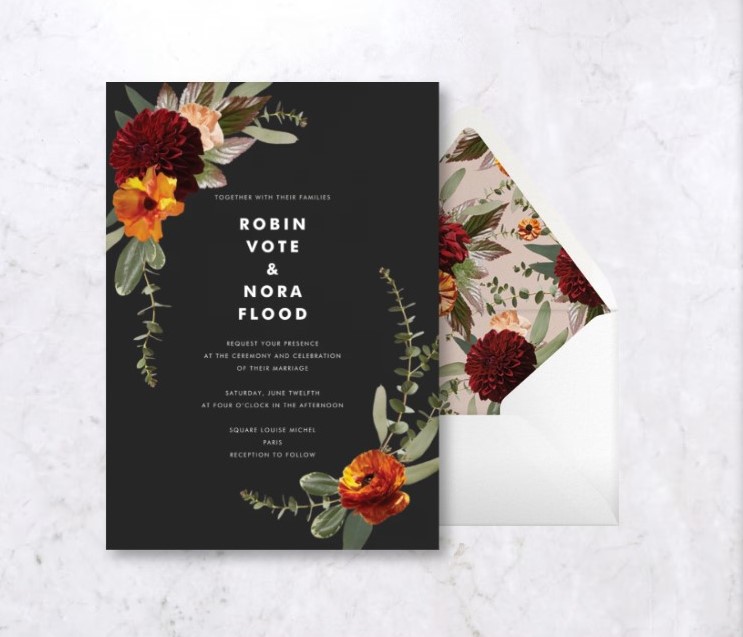 TOGETHER WITH THEIR FAMILIES
ROBIN
VOTE
&
NORA
FLOOD
REQUEST YOUR PRESENCE
AT THE CEREMONY AND CELEBRATION
OF THEIR MARRIAGE
SATURDAY, JUNE TWELFTH
AT FOUR O'CLOCK IN THE AFTERNOON
SQUARE LOUISE MICHEL
PARIS
RECEPTION TO FOLLOW